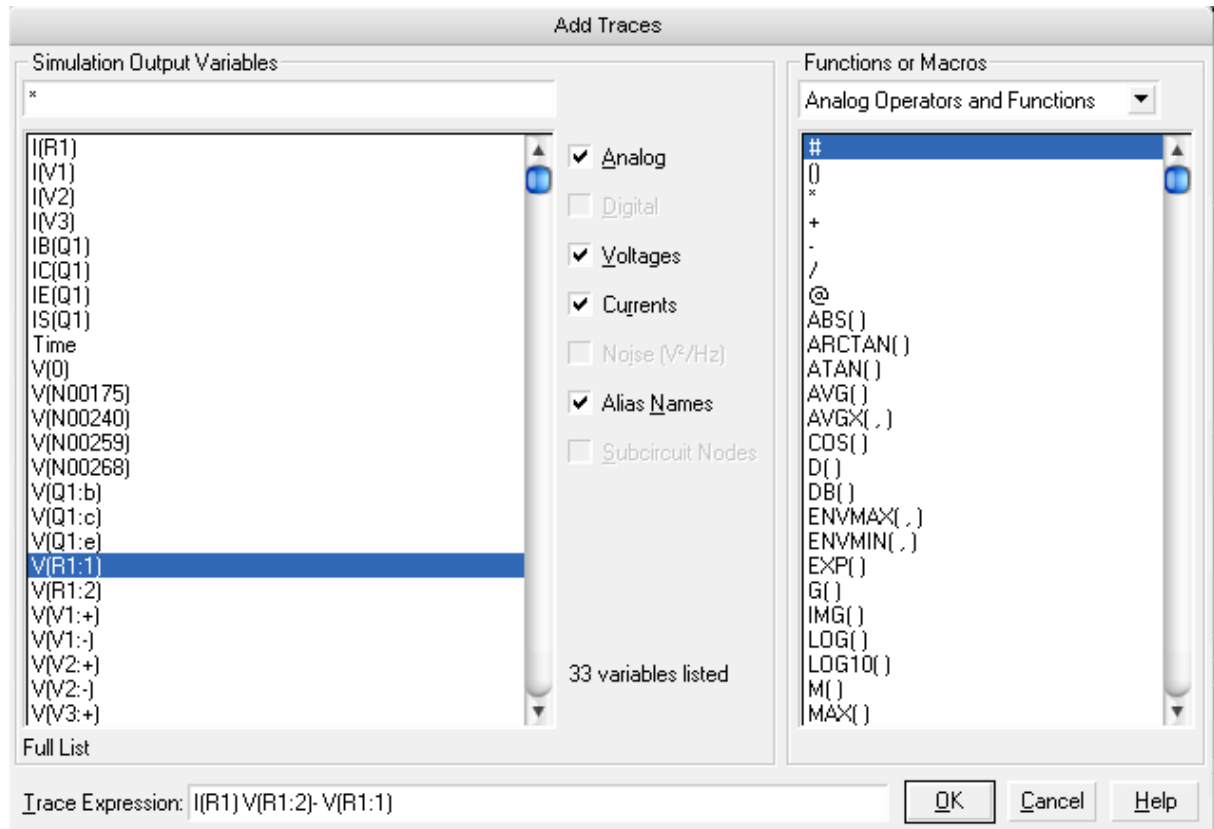 Add Traces
Simulation Output Variables
*
I(R1)
I(V1)
I(V2)
I(V3)
IB(Q1)
IC(Q1)
IE(Q1)
IS(Q1)
Time
V(0)
V(N00175)
V(N00240)
V(N00259)
V(N00268)
V(Q1:b)
V(Q1:c)
V(Q1:e)
V(R1:1)
V(R1:2)
V(V1:+)
V(V1:-)
V(V2:+)
V(V2:-)
V(V3:+)
Full List
Analog
Digital
Voltages
Currents
Noise (V²/Hz)
Alias Names
Subcircuit Nodes
33 variables listed
Functions or Macros
Analog Operators and Functions
#
()
*
+
-
/
@
ABS( )
ARCTAN( )
ATAN( )
AVG( )
AVGX( , )
COS( )
D( )
DB( )
ENVMAX( , )
ENVMIN( , )
EXP( )
G( )
IMG( )
LOG( )
LOG10( )
M( )
MAX( )
Trace Expression: I(R1) V(R1:2)- V(R1:1)
OK
Cancel
Help